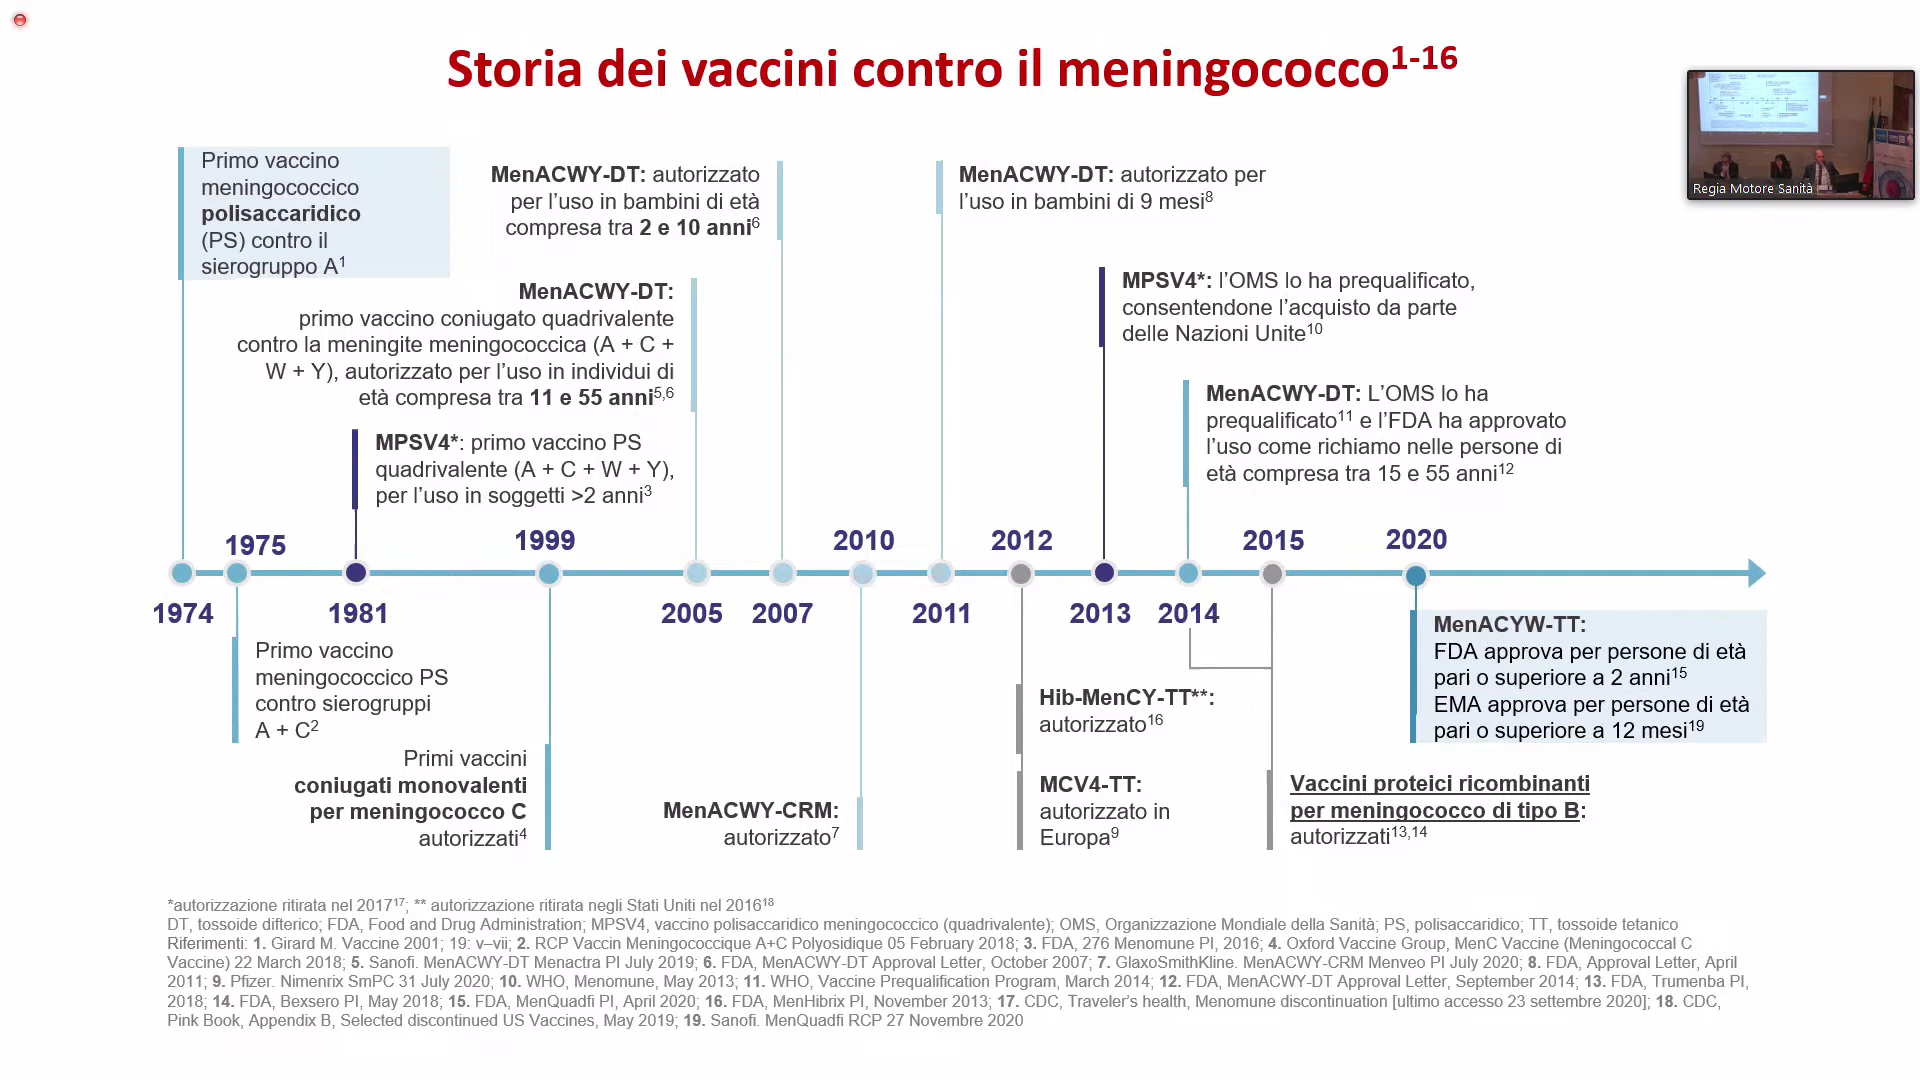 Storia dei vaccini contro il meningococco1-16
Regia Motore Sanità
Primo vaccino
meningococcico
polisaccaridico
(PS) contro il
sierogruppo A1
MenACWY-DT: autorizzato
per l'uso in bambini di età
compresa tra 2 e 10 anni6
MenACWY-DT: autorizzato per
l'uso in bambini di 9 mesi8
MenACWY-DT:
primo vaccino coniugato quadrivalente
contro la meningite meningococcica (A + C +
W + Y), autorizzato per l'uso in individui di
età compresa tra 11 e 55 anni5,6
MPSV4*: l'OMS lo ha prequalificato,
consentendone l'acquisto da parte
delle Nazioni Unite10
MenACWY-DT: L'OMS lo ha
prequalificato11 e l'FDA ha approvato
l'uso come richiamo nelle persone di
età compresa tra 15 e 55 anni12
MPSV4*: primo vaccino PS
quadrivalente (A + C + W + Y),
per l'uso in soggetti >2 anni3
1975 1999 2010 2012 2015 2020
1974 1981 2005 2007 2011 2013 2014
Primo vaccino
meningococcico PS
contro sierogruppi
A + C2
Primi vaccini
coniugati monovalenti
per meningococco C
autorizzati4
MenACWY-CRM:
autorizzato7
Hib-MenCY-TT**:
autorizzato16
MCV4-TT:
autorizzato in
Europa9
MenACYW-TT:
FDA approva per persone di età
pari o superiore a 2 anni15
EMA approva per persone di età
pari o superiore a 12 mesi19
Vaccini proteici ricombinanti
per meningococco di tipo B:
autorizzati13,14
*autorizzazione ritirata nel 201717; ** autorizzazione ritirata negli Stati Uniti nel 201618
DT, tossoide difterico; FDA, Food and Drug Administration; MPSV4, vaccino polisaccaridico meningococcico (quadrivalente); OMS, Organizzazione Mondiale della Sanità; PS, polisaccaridico; TT, tossoide tetanico
Riferimenti: 1. Girard M. Vaccine 2001; 19: v–vii; 2. RCP Vaccin Meningococcique A+C Polyosidique 05 February 2018; 3. FDA, 276 Menomune PI, 2016; 4. Oxford Vaccine Group, MenC Vaccine (Meningococcal C
Vaccine) 22 March 2018; 5. Sanofi. MenACWY-DT Menactra PI July 2019; 6. FDA, MenACWY-DT Approval Letter, October 2007; 7. GlaxoSmithKline. MenACWY-CRM Menveo PI July 2020; 8. FDA, Approval Letter, April
2011; 9. Pfizer. Nimenrix SmPC 31 July 2020; 10. WHO, Menomune, May 2013; 11. WHO, Vaccine Prequalification Program, March 2014; 12. FDA, MenACWY-DT Approval Letter, September 2014; 13. FDA, Trumenba PI,
2018; 14. FDA, Bexsero PI, May 2018; 15. FDA, MenQuadfi PI, April 2020; 16. FDA, MenHibrix PI, November 2013; 17. CDC, Traveler's health, Menomune discontinuation [ultimo accesso 23 settembre 2020]; 18. CDC,
Pink Book, Appendix B, Selected discontinued US Vaccines, May 2019; 19. Sanofi. MenQuadfi RCP 27 Novembre 2020